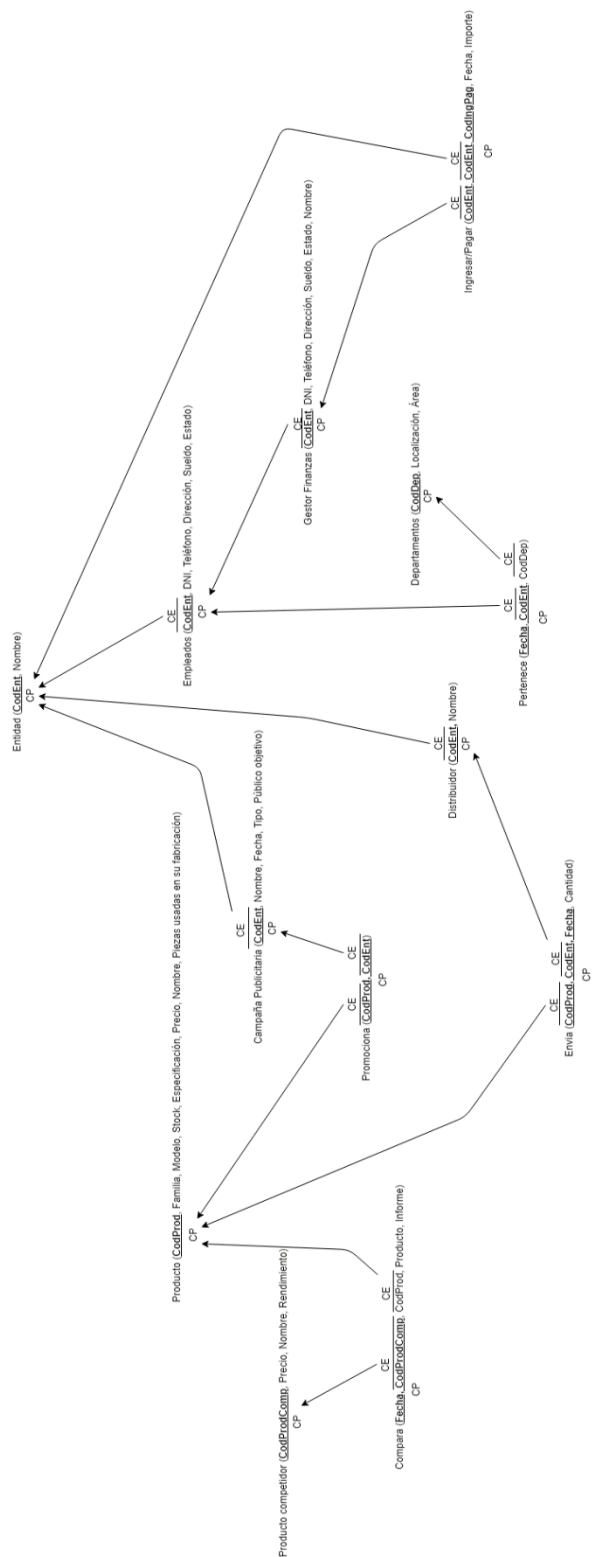 Entidad (CodEnt, Nombre)
CP
Producto (CodProd, Familia, Modelo, Stock, Especificación, Precio, Nombre, Piezas usadas en su fabricación)
CP
CE
Empleados (CodEnt, DNI, Teléfono, Dirección, Sueldo, Estado)
CP
CE
Campaña Publicitaria (CodEnt, Nombre, Fecha, Tipo, Público objetivo)
CP
Producto competidor (CodProdComp, Precio, Nombre, Rendimiento)
CP
CE
Gestor Finanzas (CodEnt, DNI, Teléfono, Dirección, Sueldo, Estado, Nombre)
CP
CE CE
Promociona (CodProd, CodEnt)
CP
CE CE
Compara (Fecha, CodProdComp, CodProd, Producto, Informe)
CP
Departamentos (CodDep, Localización, Área)
CP
CE
Distribuidor (CodEnt, Nombre)
CP
CE CE
Ingresar/Pagar (CodEnt, CodEnt, CodIngPag, Fecha, Importe)
CP
CE CE
Pertenece (Fecha, CodEnt, CodDep)
CP
CE CE
Envia (CodProd, CodEnt, Fecha, Cantidad)
CP